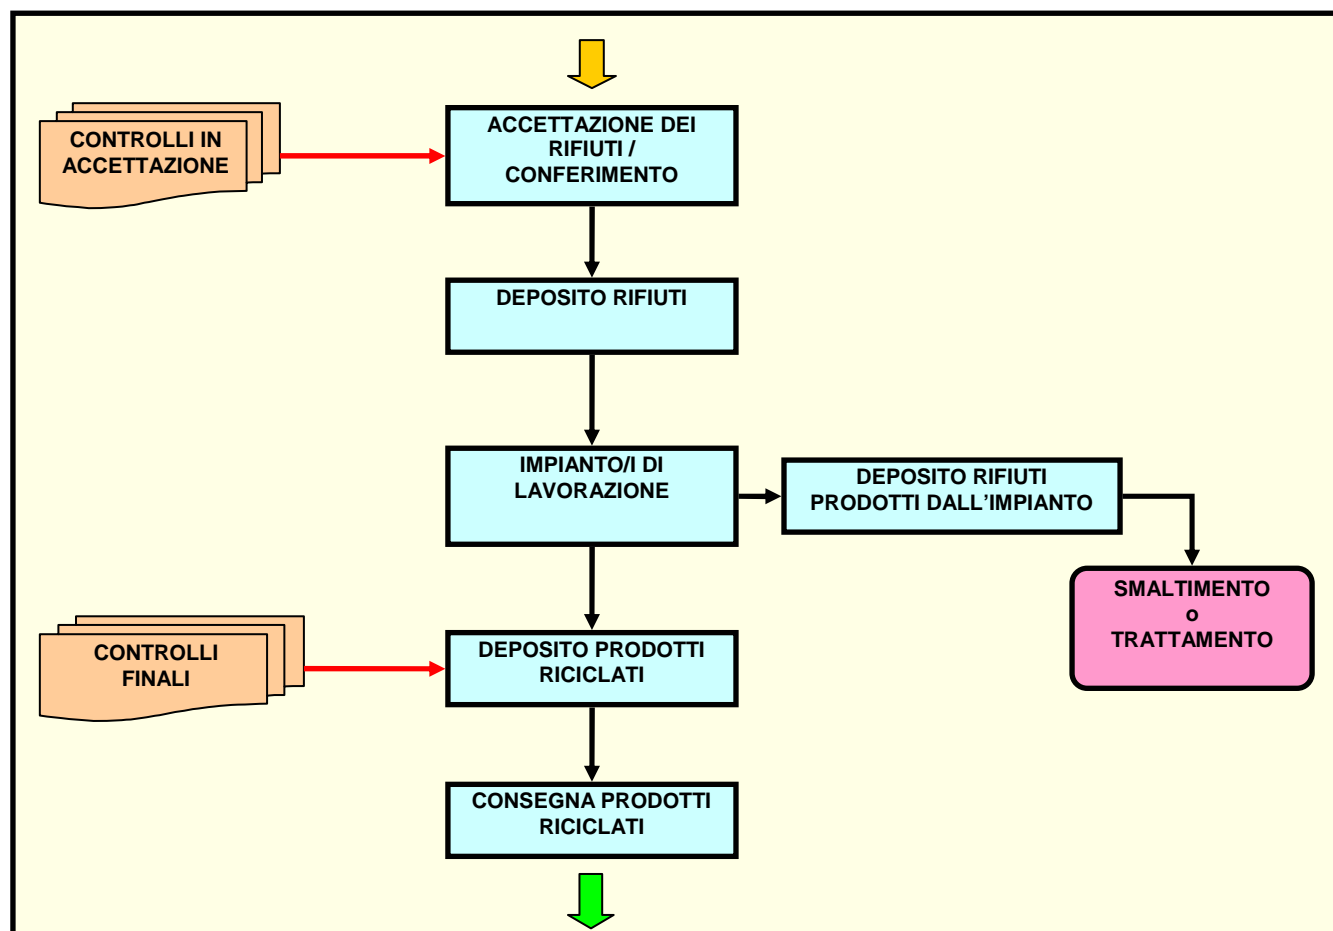 CONTROLLI IN
ACCETTAZIONE
ACCETTAZIONE DEI
RIFIUTI /
CONFERIMENTO
DEPOSITO RIFIUTI
IMPIANTO/I DI
LAVORAZIONE
DEPOSITO RIFIUTI
PRODOTTI DALL’IMPIANTO
SMALTIMENTO
o
TRATTAMENTO
CONTROLLI
FINALI
DEPOSITO PRODOTTI
RICICLATI
CONSEGNA PRODOTTI
RICICLATI